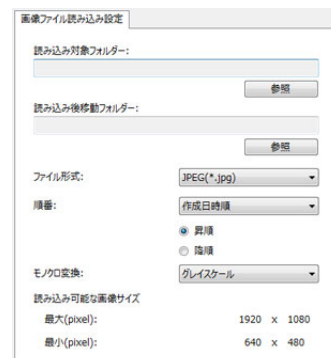 画像ファイル読み込み設定
読み込み対象フォルダー:
参照
読み込み後移動フォルダー:
参照
ファイル形式: JPEG(*.jpg)
順番: 作成日時順
昇順
降順
モノクロ変換: グレイスケール
読み込み可能な画像サイズ
最大(pixel): 1920 x 1080
最小(pixel): 640 x 480